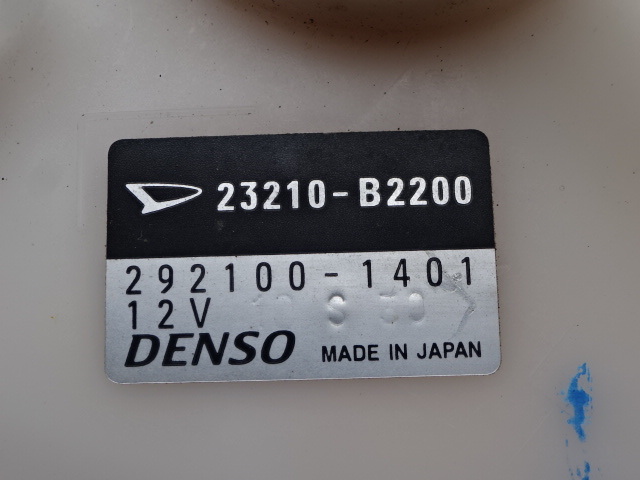 23210-B2200
292100-1401
12V
DENSO MADE IN JAPAN